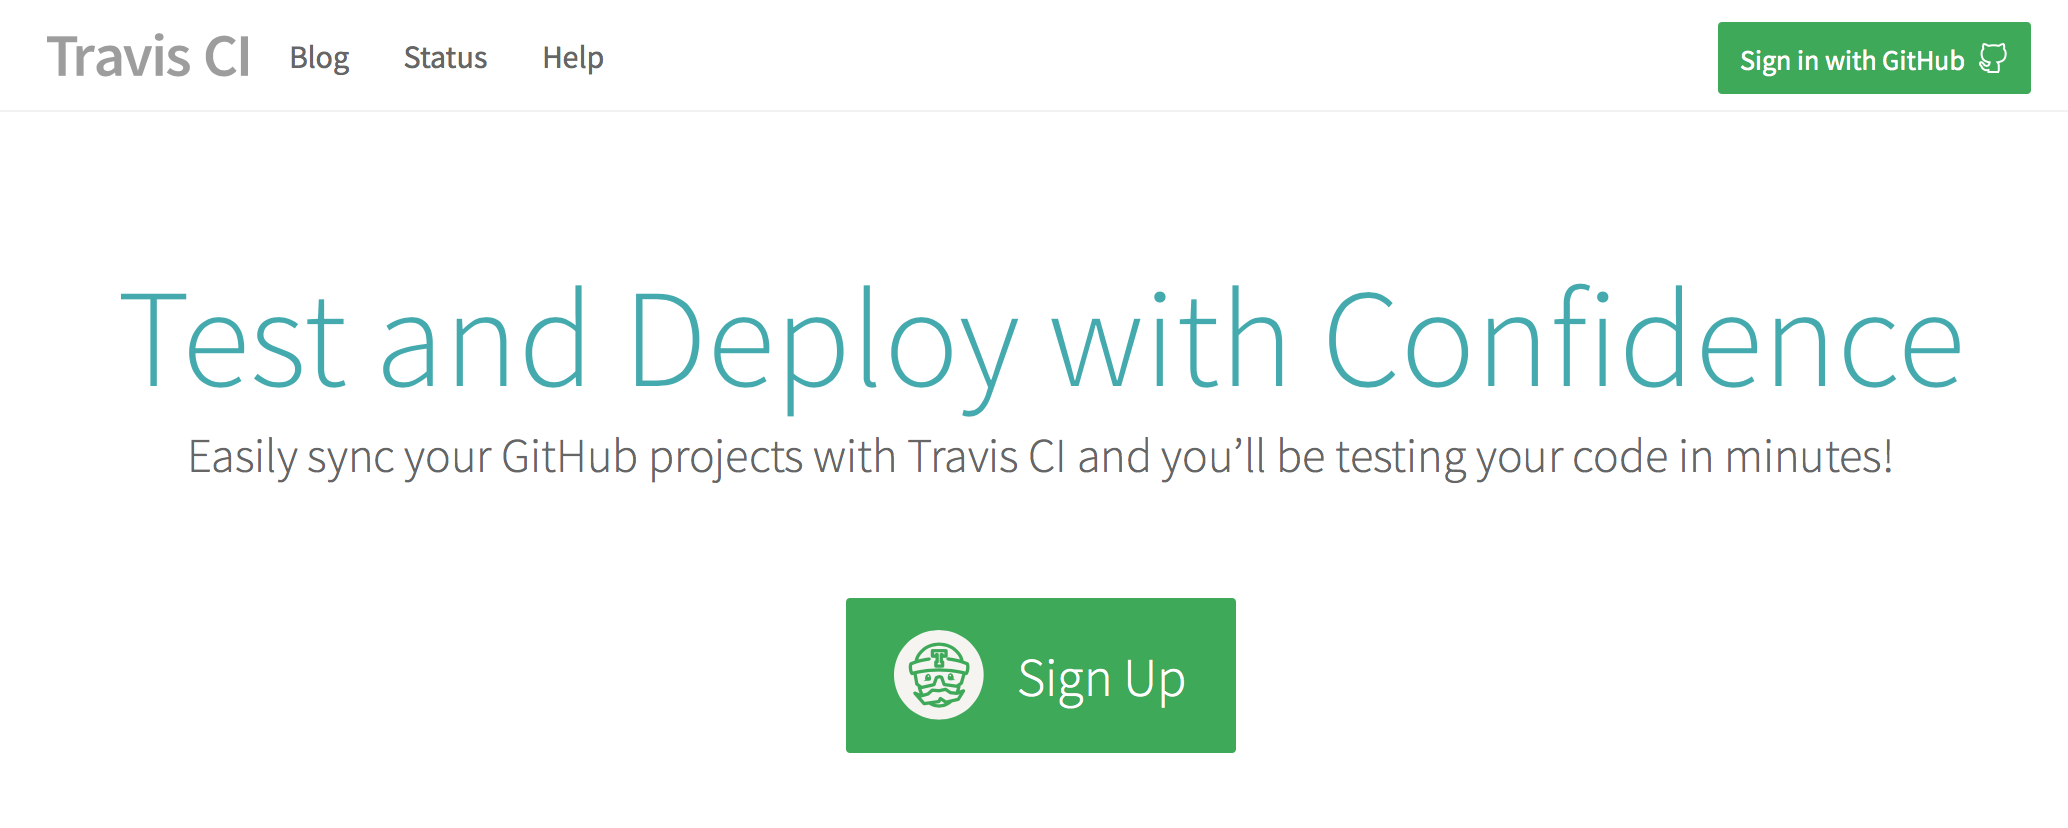 Travis CI Blog Status Help Sign in with GitHub
Test and Deploy with Confidence
Easily sync your GitHub projects with Travis CI and you’ll be testing your code in minutes!
T Sign Up